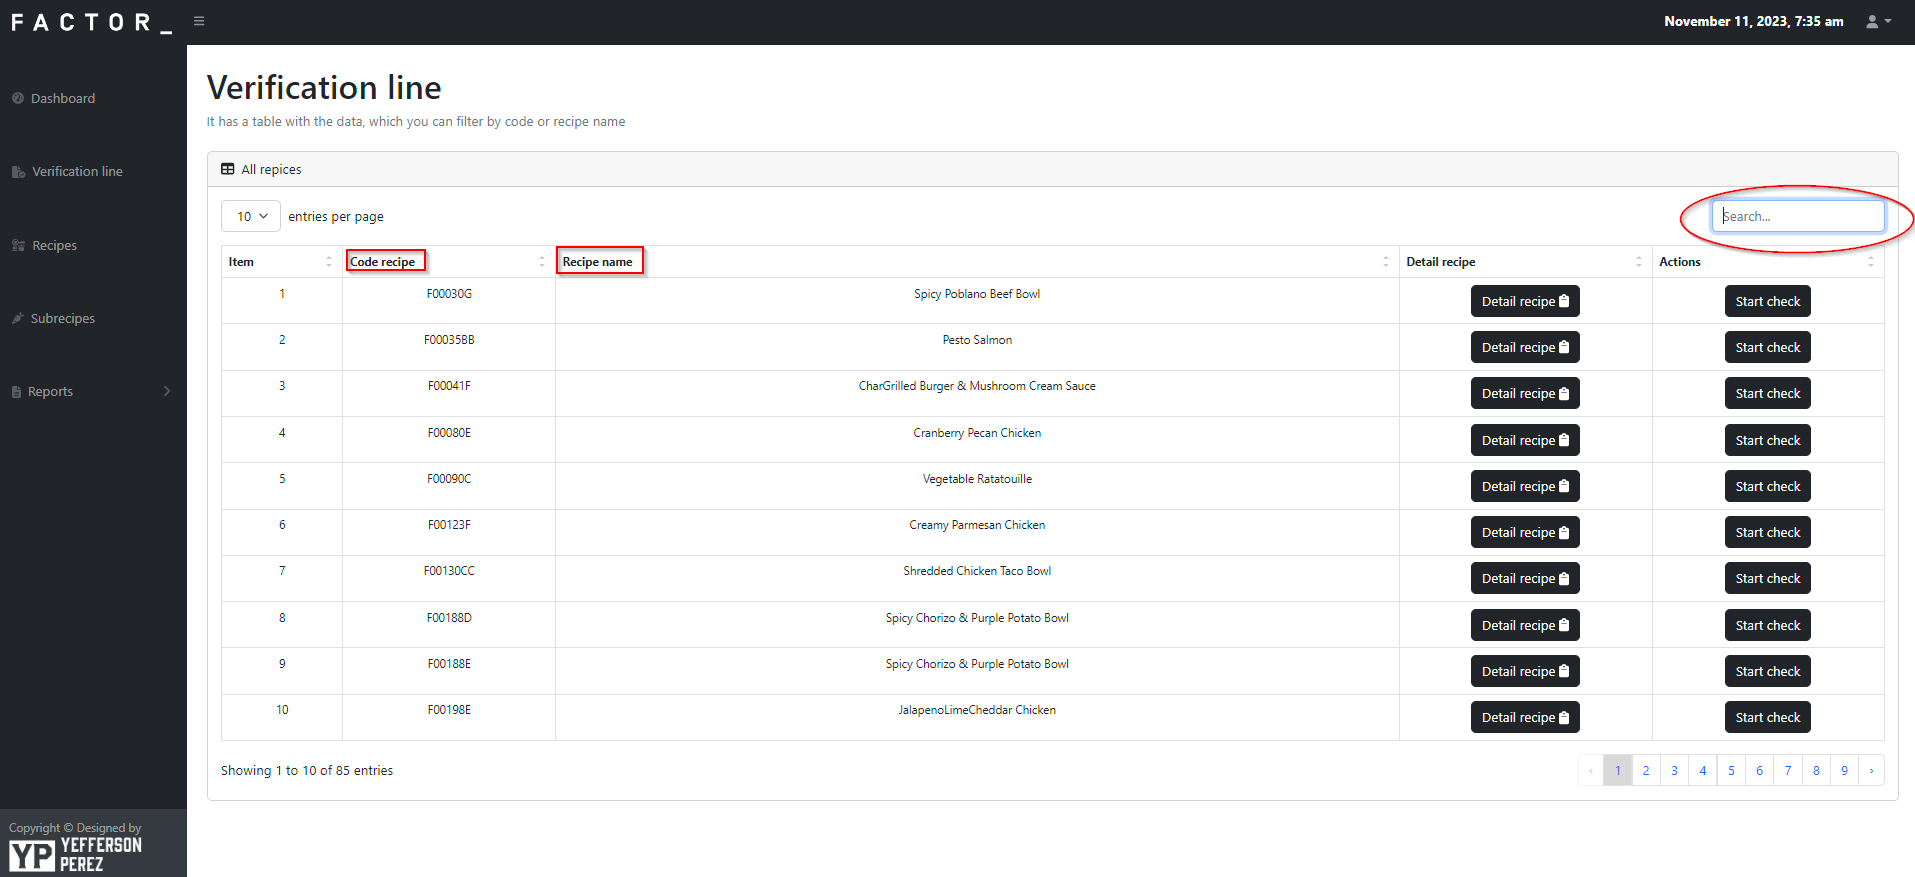 FACTOR_
November 11, 2023, 7:35 am
Dashboard
Verification line
Recipes
Subrecipes
Reports
Verification line
It has a table with the data, which you can filter by code or recipe name
All repices
10 entries per page
Search...
Item Code recipe Recipe name Detail recipe Actions
1 F00030G Spicy Poblano Beef Bowl Detail recipe Start check
2 F00035BB Pesto Salmon Detail recipe Start check
3 F00041F CharGrilled Burger & Mushroom Cream Sauce Detail recipe Start check
4 F00080E Cranberry Pecan Chicken Detail recipe Start check
5 F00090C Vegetable Ratatouille Detail recipe Start check
6 F00123F Creamy Parmesan Chicken Detail recipe Start check
7 F00130CC Shredded Chicken Taco Bowl Detail recipe Start check
8 F00188D Spicy Chorizo & Purple Potato Bowl Detail recipe Start check
9 F00188E Spicy Chorizo & Purple Potato Bowl Detail recipe Start check
10 F00198E JalapenoLimeCheddar Chicken Detail recipe Start check
Showing 1 to 10 of 85 entries
‹ 1 2 3 4 5 6 7 8 9 ›
Copyright © Designed by
YP YEFFERSON
PEREZ